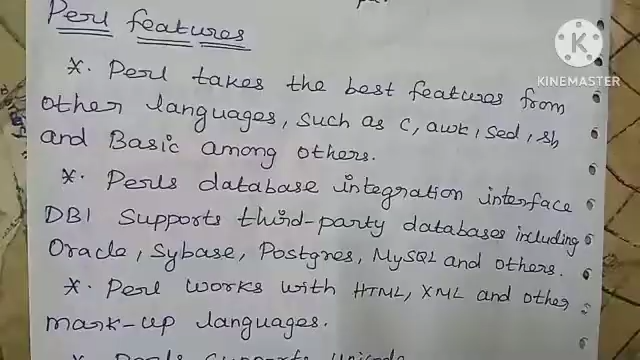 Perl features
*. Perl takes the best features from
other languages, such as C, awk, sed, sh
and Basic among others.
*. Perls database integration interface
DBI supports third-party databases including
Oracle, Sybase, Postgres, MySQL and others.
*. Perl works with HTML, XML and other
mark-up languages.
KINEMASTER